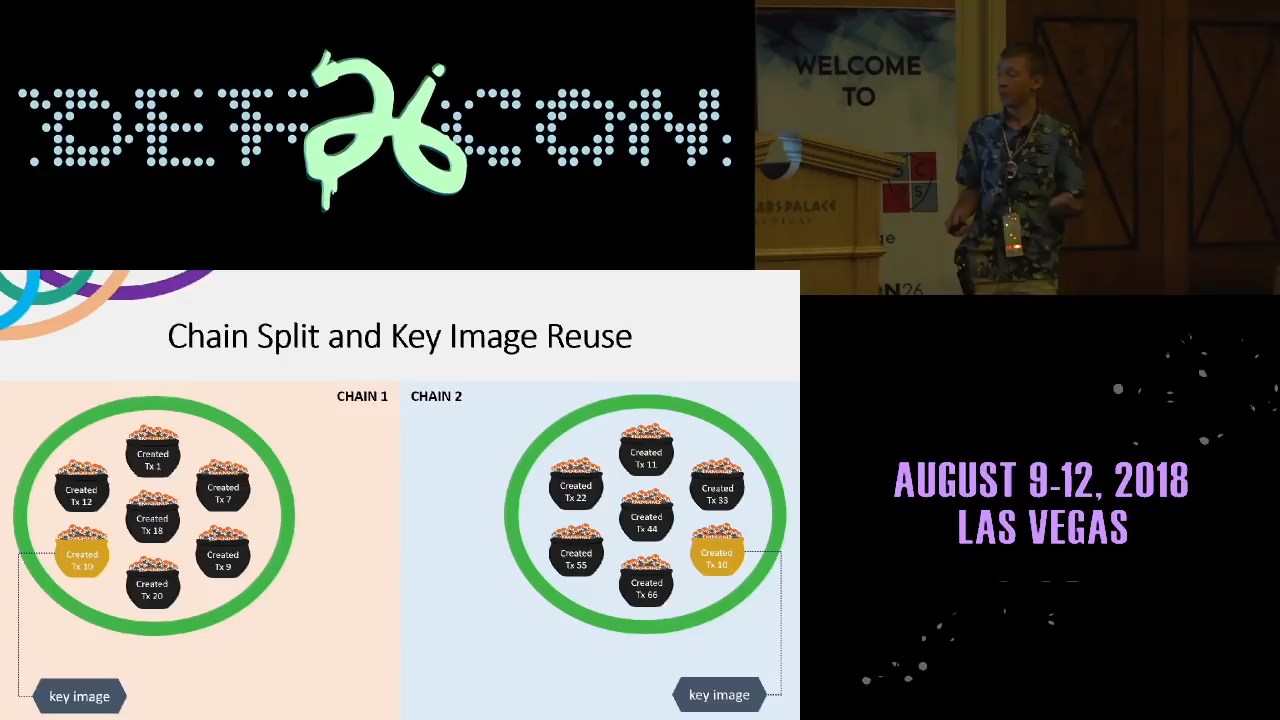 DEF CON
26
WELCOME
TO
Chain Split and Key Image Reuse
CHAIN 1
Created
Tx 1
Created
Tx 12
Created
Tx 7
Created
Tx 18
Created
Tx 10
Created
Tx 9
Created
Tx 20
key image
CHAIN 2
Created
Tx 11
Created
Tx 22
Created
Tx 33
Created
Tx 44
Created
Tx 55
Created
Tx 10
Created
Tx 66
key image
AUGUST 9-12, 2018
LAS VEGAS